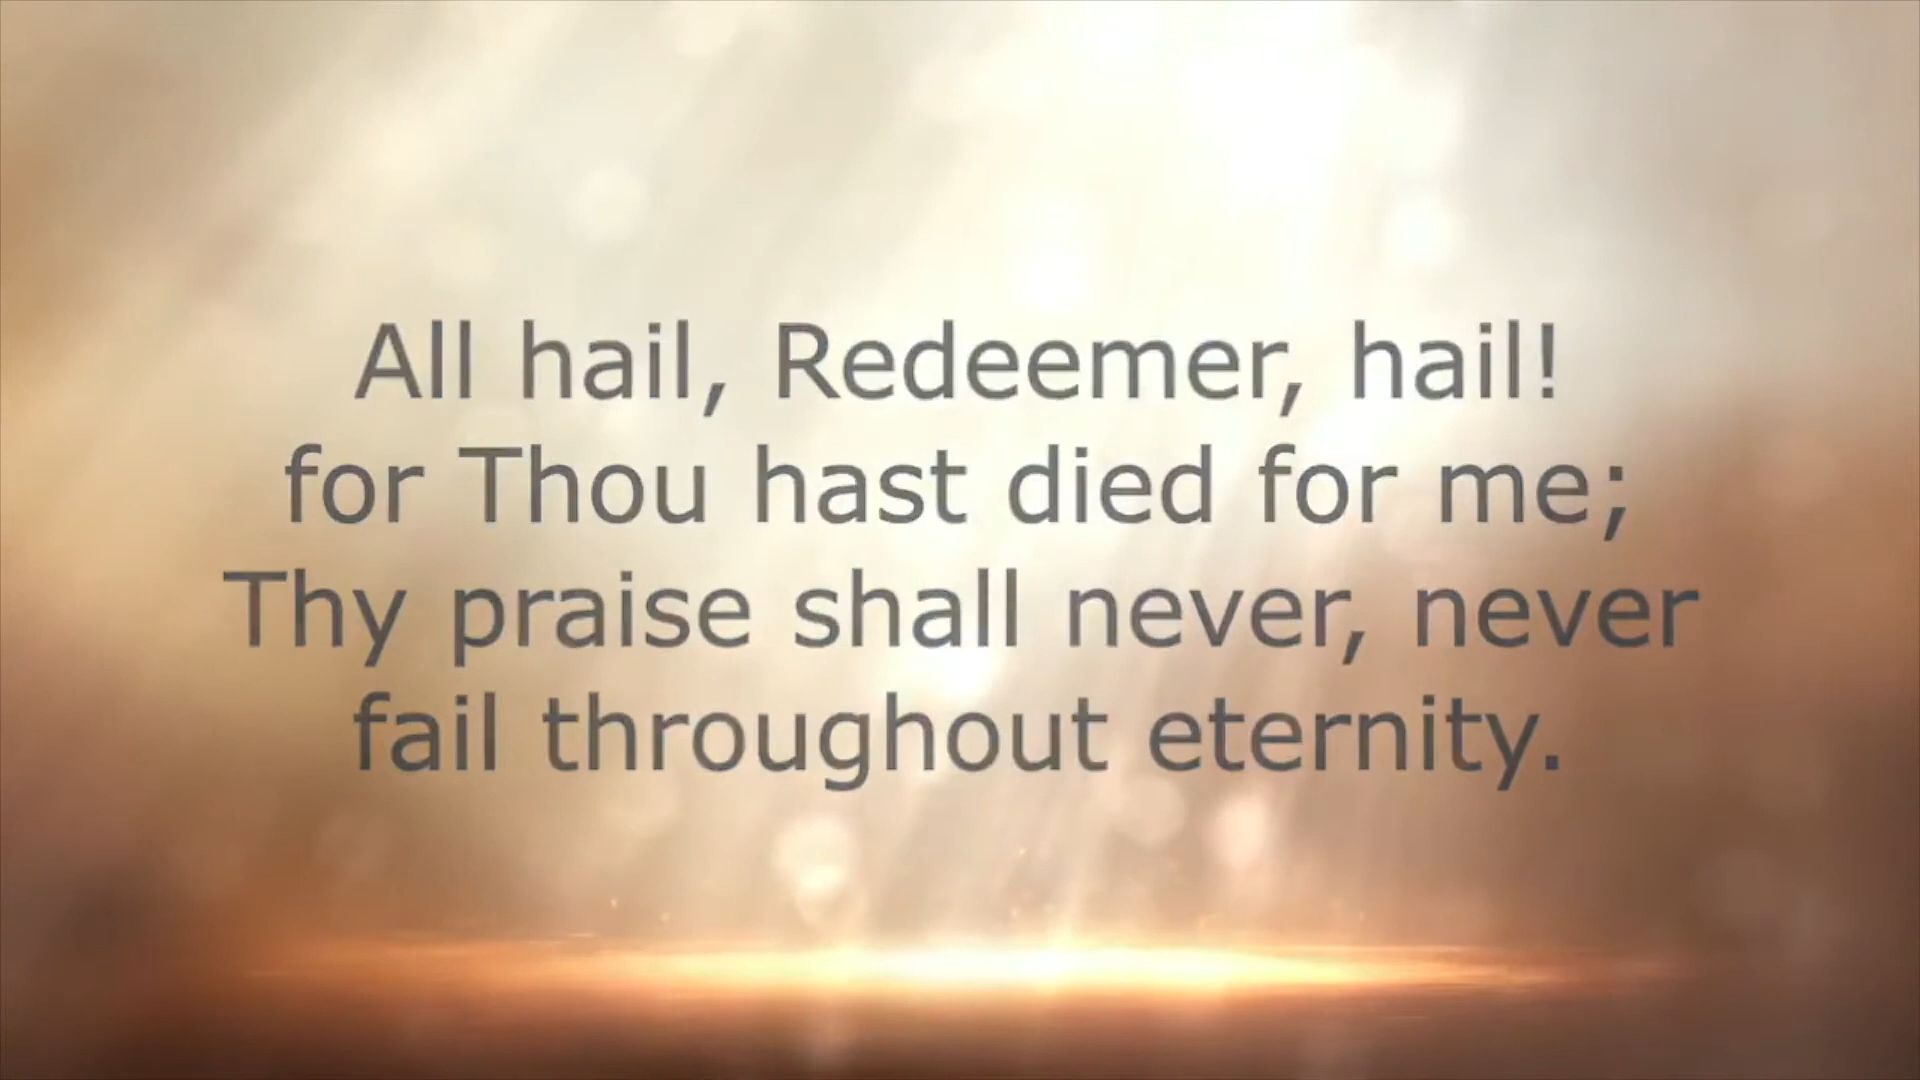 All hail, Redeemer, hail!
for Thou hast died for me;
Thy praise shall never, never
fail throughout eternity.